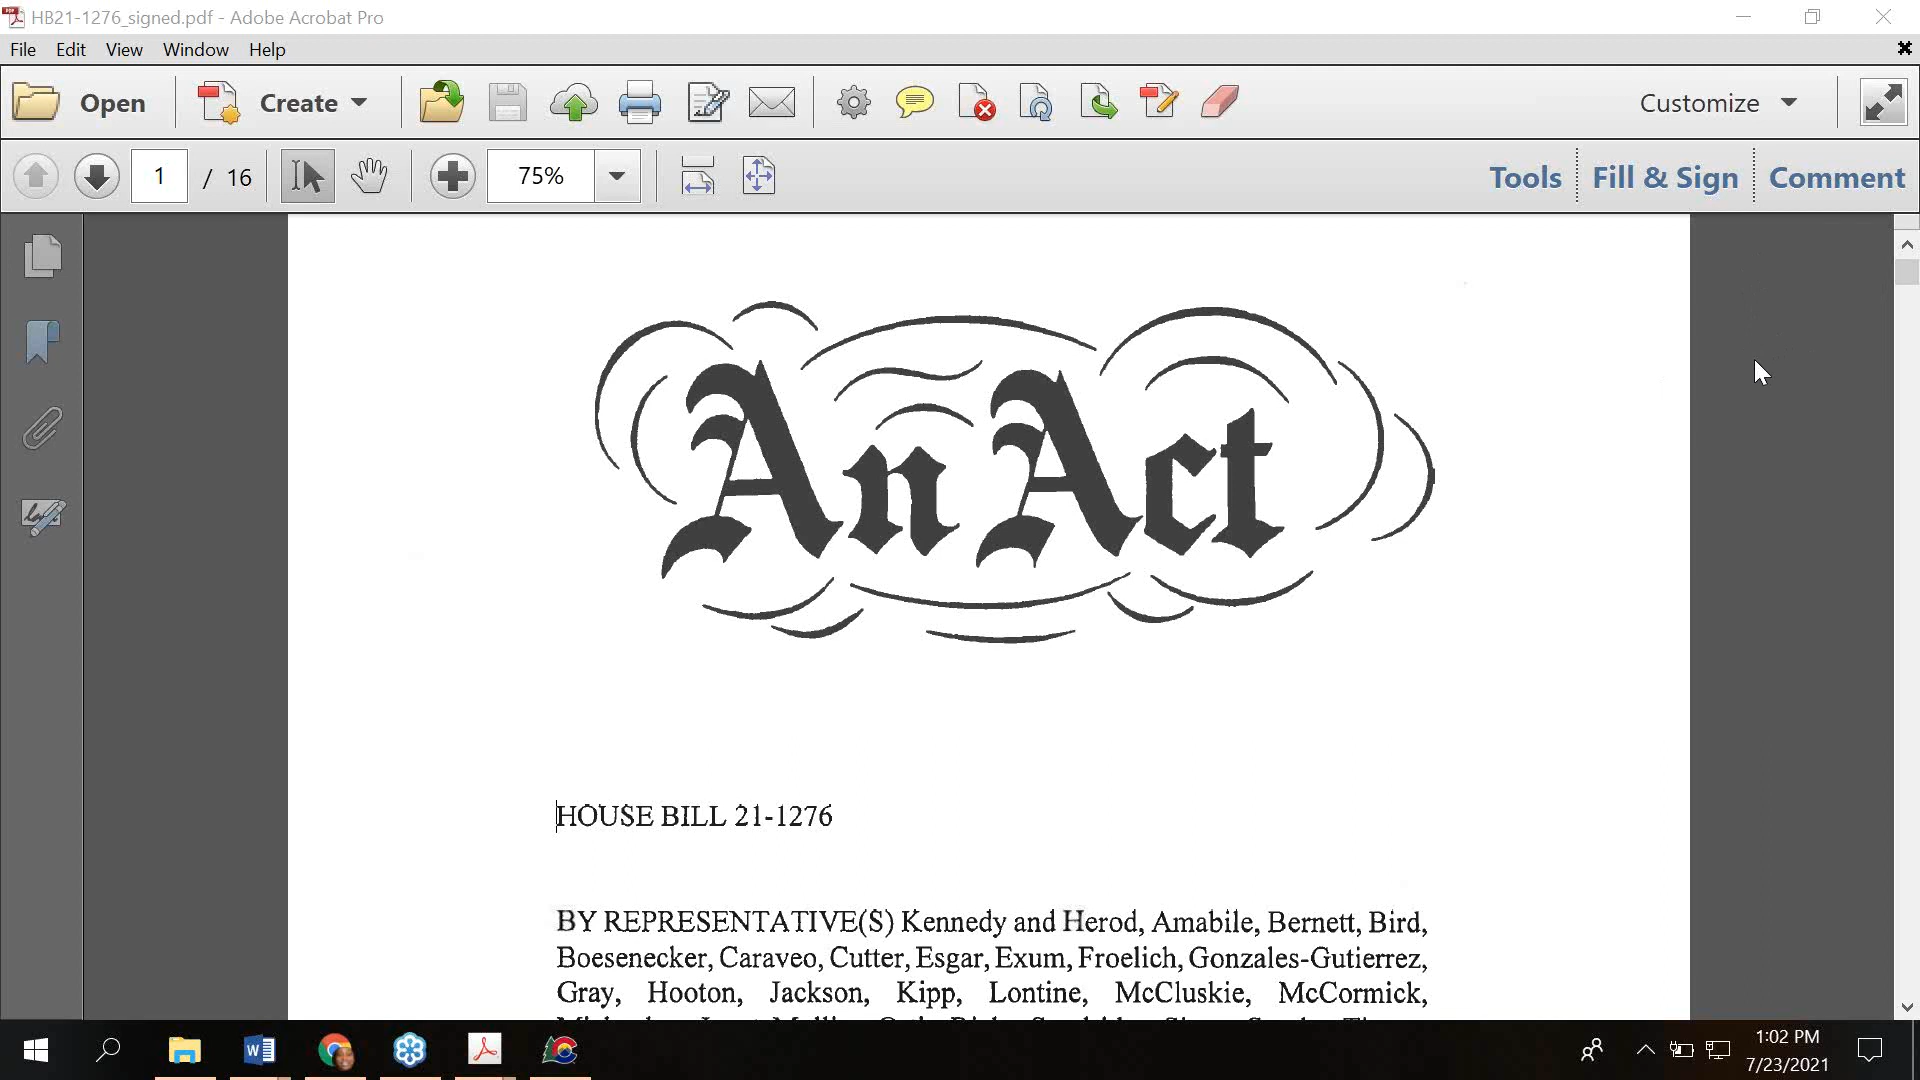 HB21-1276_signed.pdf - Adobe Acrobat Pro
File Edit View Window Help
Open Create Customize
1 / 16 75% Tools Fill & Sign Comment
An Act
HOUSE BILL 21-1276
BY REPRESENTATIVE(S) Kennedy and Herod, Amabile, Bernett, Bird,
Boesenecker, Caraveo, Cutter, Esgar, Exum, Froelich, Gonzales-Gutierrez,
Gray, Hooton, Jackson, Kipp, Lontine, McCluskie, McCormick,
1:02 PM
7/23/2021